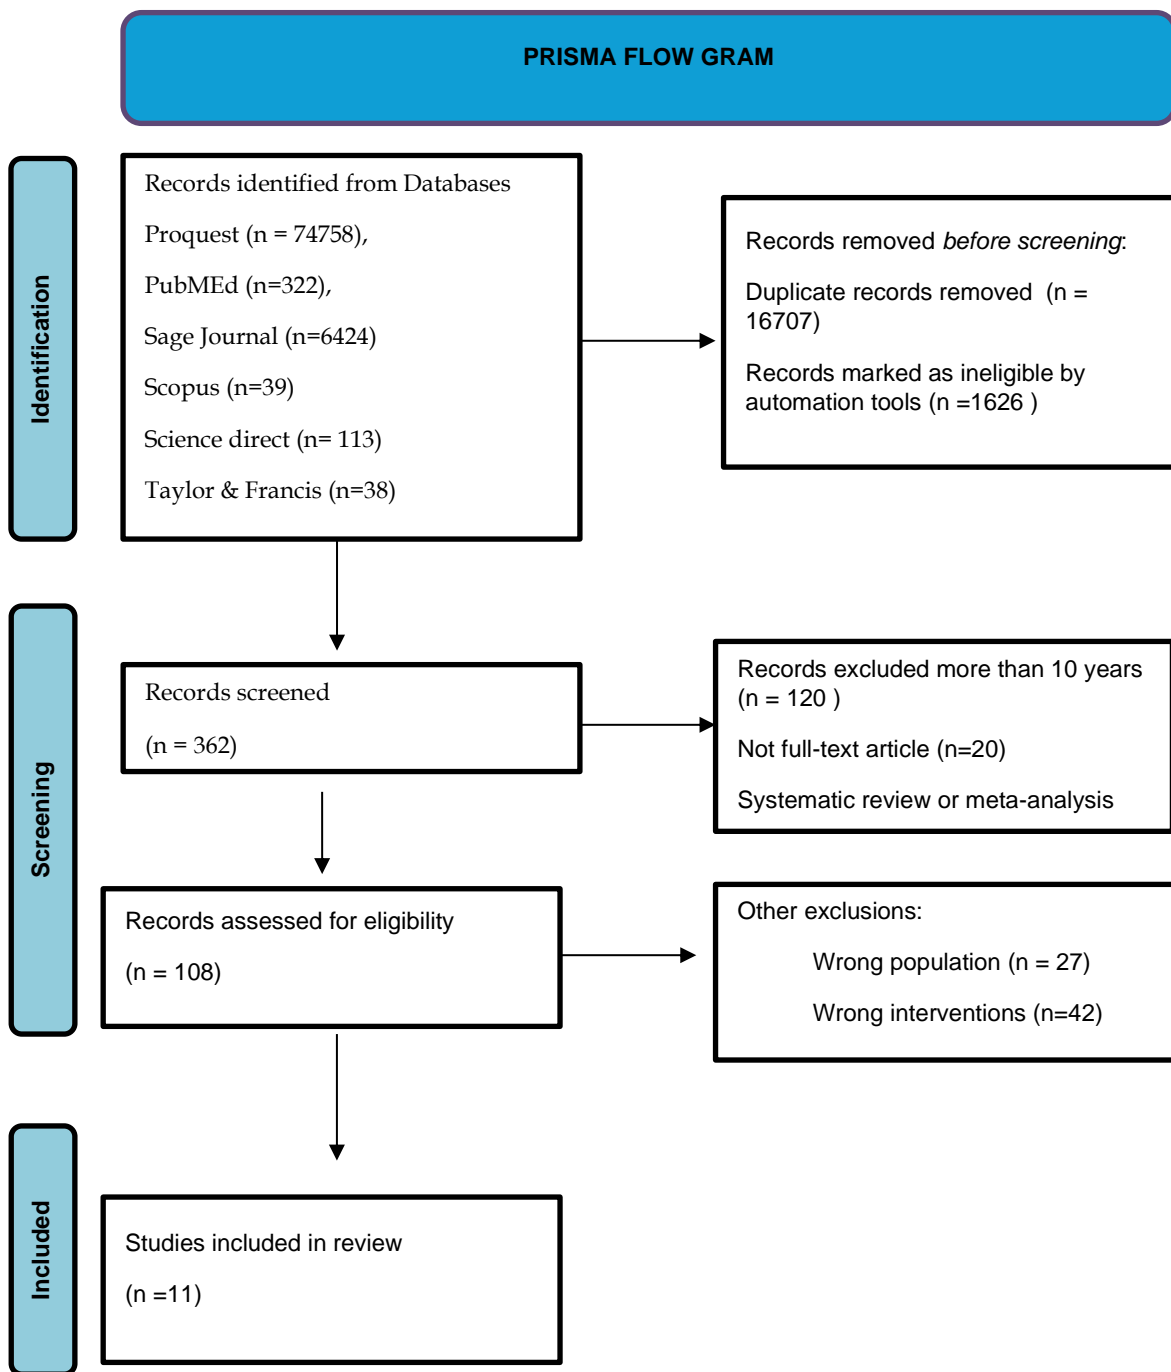 PRISMA FLOW GRAM
Identification
Records identified from Databases
Proquest (n = 74758),
PubMEd (n=322),
Sage Journal (n=6424)
Scopus (n=39)
Science direct (n= 113)
Taylor & Francis (n=38)
Records removed before screening:
Duplicate records removed (n =
16707)
Records marked as ineligible by
automation tools (n =1626 )
Screening
Records screened
(n = 362)
Records excluded more than 10 years
(n = 120 )
Not full-text article (n=20)
Systematic review or meta-analysis
Records assessed for eligibility
(n = 108)
Other exclusions:
Wrong population (n = 27)
Wrong interventions (n=42)
Included
Studies included in review
(n =11)